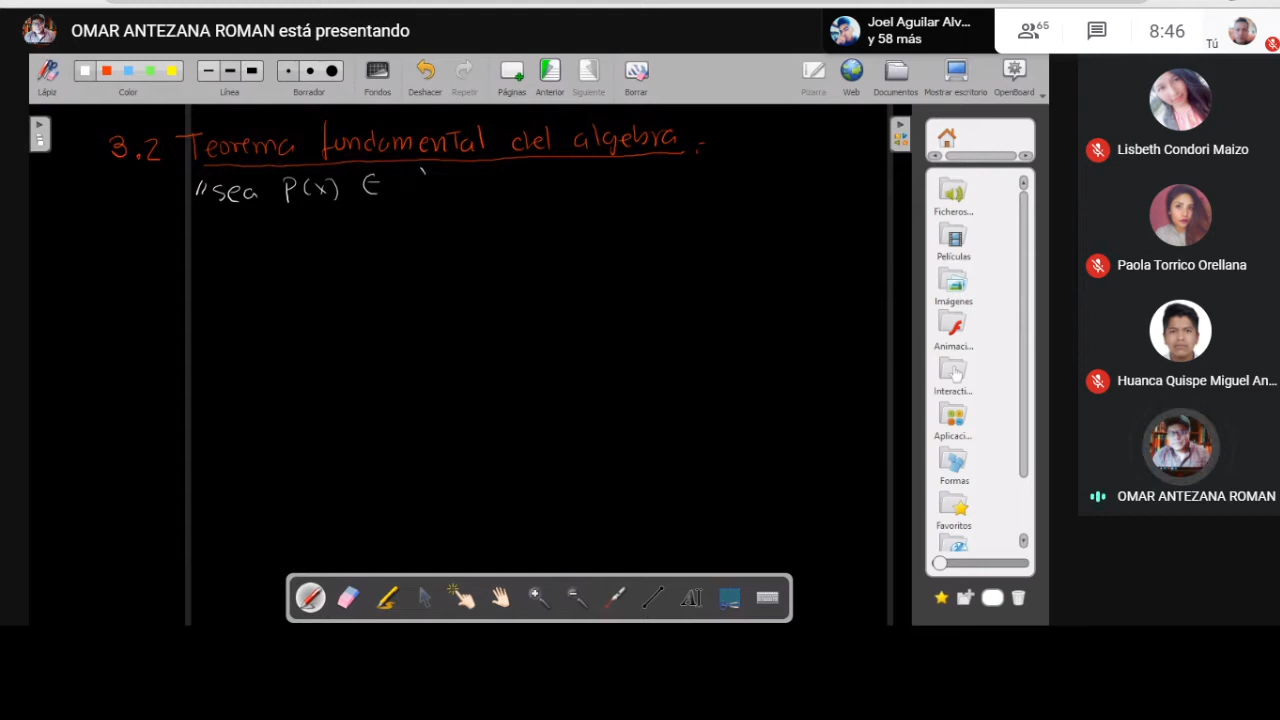 OMAR ANTEZANA ROMAN está presentando
Joel Aguilar Alv...
y 58 más
65
8:46
Tú
Lápiz
Color
Línea
Borrador
Fondos
Deshacer
Repetir
Páginas
Anterior
Siguiente
Borrar
Pizarra
Web
Documentos
Mostrar escritorio
OpenBoard
3.2 Teorema fundamental del algebra.-
"sea P(x) ∈
Ficheros...
Películas
Imágenes
Animaci...
Interacti...
Aplicaci...
Formas
Favoritos
AI
Lisbeth Condori Maizo
Paola Torrico Orellana
Huanca Quispe Miguel An...
OMAR ANTEZANA ROMAN